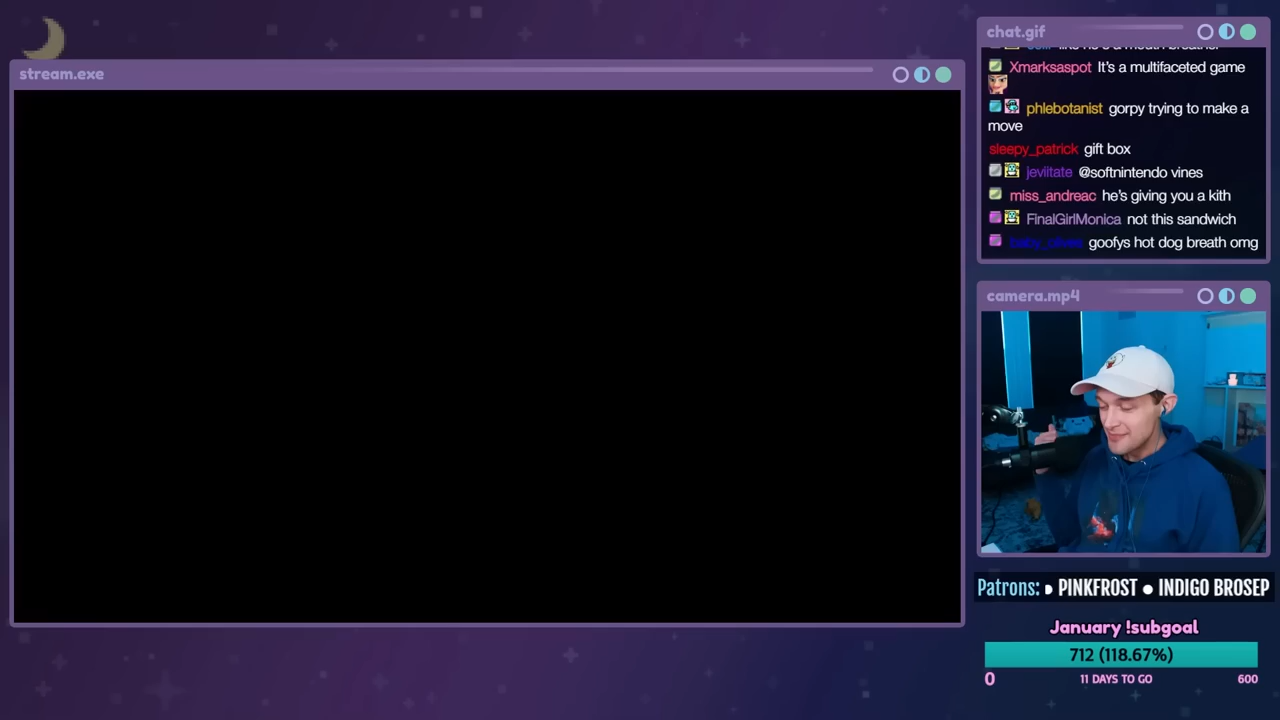 stream.exe
chat.gif
Xmarksaspot It's a multifaceted game
phlebotanist gorpy trying to make a
move
sleepy_patrick gift box
@softnintendo vines
miss_andreac he's giving you a kith
FinalGirlMonica not this sandwich
goofys hot dog breath omg
camera.mp4
Patrons: PINKFROST ● INDIGO BROSEP
January !subgoal
712 (118.67%)
0 11 DAYS TO GO 600